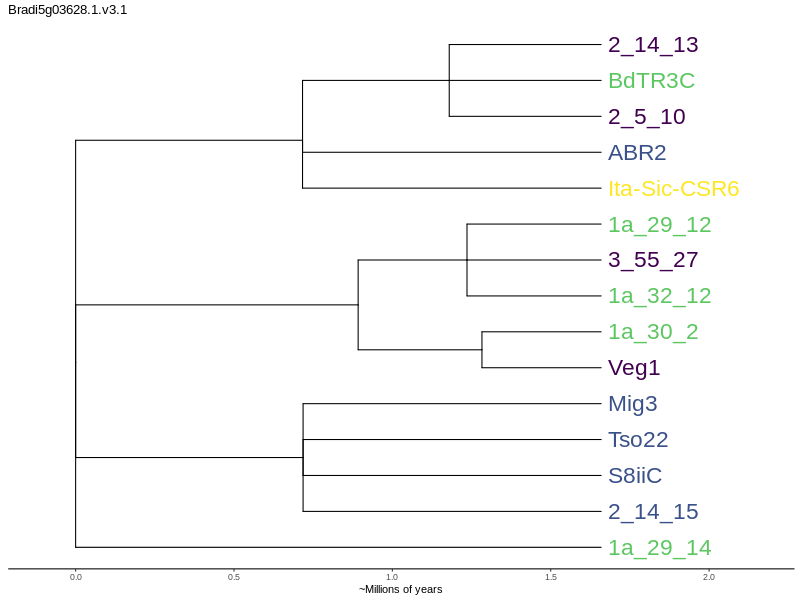 Bradi5g03628.1.v3.1
2_14_13
BdTR3C
2_5_10
ABR2
Ita-Sic-CSR6
1a_29_12
3_55_27
1a_32_12
1a_30_2
Veg1
Mig3
Tso22
S8iiC
2_14_15
1a_29_14
0.0 0.5 1.0 1.5 2.0
~Millions of years